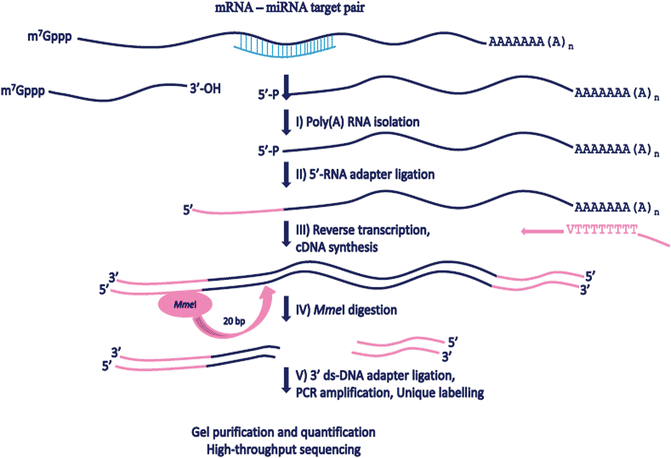 mRNA – miRNA target pair
m⁷Gppp
AAAAAAA (A)n
m⁷Gppp
3’-OH
5’-P
AAAAAAA (A)n
I) Poly(A) RNA isolation
5’-P
AAAAAAA (A)n
II) 5’-RNA adapter ligation
5’
AAAAAAA (A)n
III) Reverse transcription,
cDNA synthesis
VTTTTTTTT
3’
5’
5’
3’
MmeI
20 bp
IV) MmeI digestion
3’
5’
5’
3’
V) 3’ ds-DNA adapter ligation,
PCR amplification, Unique labelling
Gel purification and quantification
High-throughput sequencing